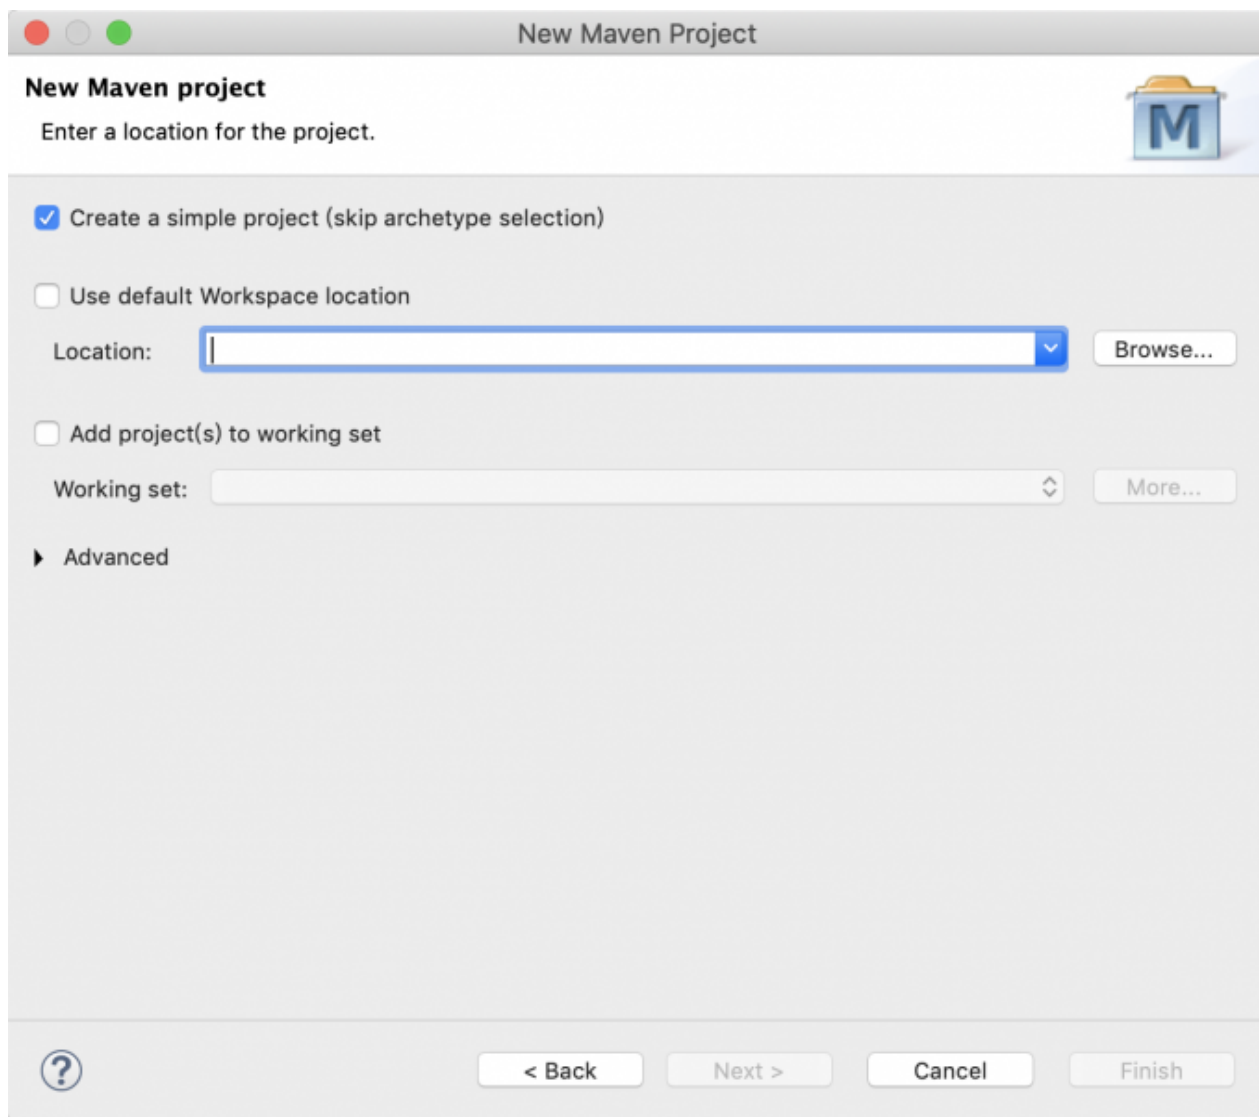 New Maven Project
New Maven project
Enter a location for the project.
M
Create a simple project (skip archetype selection)
Use default Workspace location
Location:
Browse...
Add project(s) to working set
Working set:
More...
Advanced
?
< Back
Next >
Cancel
Finish